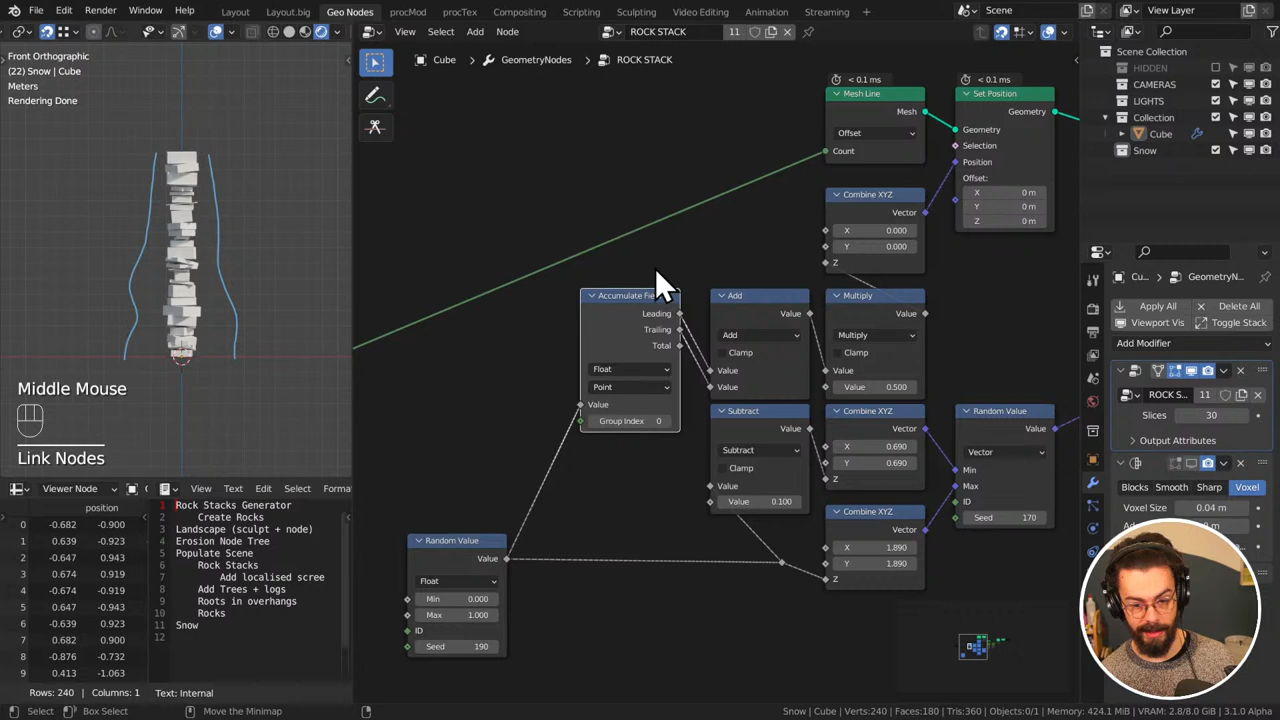 File Edit Render Window Help Layout Layout.big Geo Nodes procMod procTex Compositing Scripting Sculpting Video Editing Animation Streaming + Scene View Layer
View Select Add Node ROCK STACK 11
Front Orthographic
(22) Snow | Cube
Meters
Rendering Done
Cube > GeometryNodes > ROCK STACK
Middle Mouse
Link Nodes
< 0.1 ms
Mesh Line
Mesh
Offset
Count
< 0.1 ms
Set Position
Geometry
Geometry
Selection
Position
Offset:
X 0 m
Y 0 m
Z 0 m
Combine XYZ
Vector
X 0.000
Y 0.000
Z
Accumulate Fie
Leading
Trailing
Total
Float
Point
Value
Group Index 0
Add
Value
Add
Clamp
Value
Value
Multiply
Value
Multiply
Clamp
Value
Value 0.500
Subtract
Value
Subtract
Clamp
Value
Value 0.100
Combine XYZ
Vector
X 0.690
Y 0.690
Z
Combine XYZ
Vector
X 1.890
Y 1.890
Z
Random Value
Value
Vector
Min
Max
ID
Seed 170
Random Value
Value
Float
Min 0.000
Max 1.000
ID
Seed 190
Scene Collection
HIDDEN
CAMERAS
LIGHTS
Collection
Cube
Snow
Cu... > GeometryN...
Apply All Delete All
Viewport Vis Toggle Stack
Add Modifier
ROCK S... 11
Slices 30
Output Attributes
Blocks Smooth Sharp Voxel
Voxel Size 0.04 m
Viewer Node
position
0 -0.682 -0.900
1 -0.639 -0.923
2 -0.647 0.943
3 0.674 0.919
4 0.674 -0.919
5 0.647 -0.943
6 0.639 0.923
7 0.682 0.900
8 -0.876 -0.732
9 0.413 -1.063
Rows: 240 | Columns: 1
View Text Edit Select Forma
1 Rock Stacks Generator
2 Create Rocks
3 Landscape (sculpt + node)
4 Erosion Node Tree
5 Populate Scene
6 Rock Stacks
7 Add localised scree
8 Add Trees + logs
9 Roots in overhangs
10 Rocks
11 Snow
12
Text: Internal
Select Box Select Move the Minimap Snow | Cube | Verts:240 | Faces:180 | Tris:360 | Objects:0/1 | Memory: 424.1 MiB | VRAM: 2.8/8.0 GiB | 3.1.0 Alpha